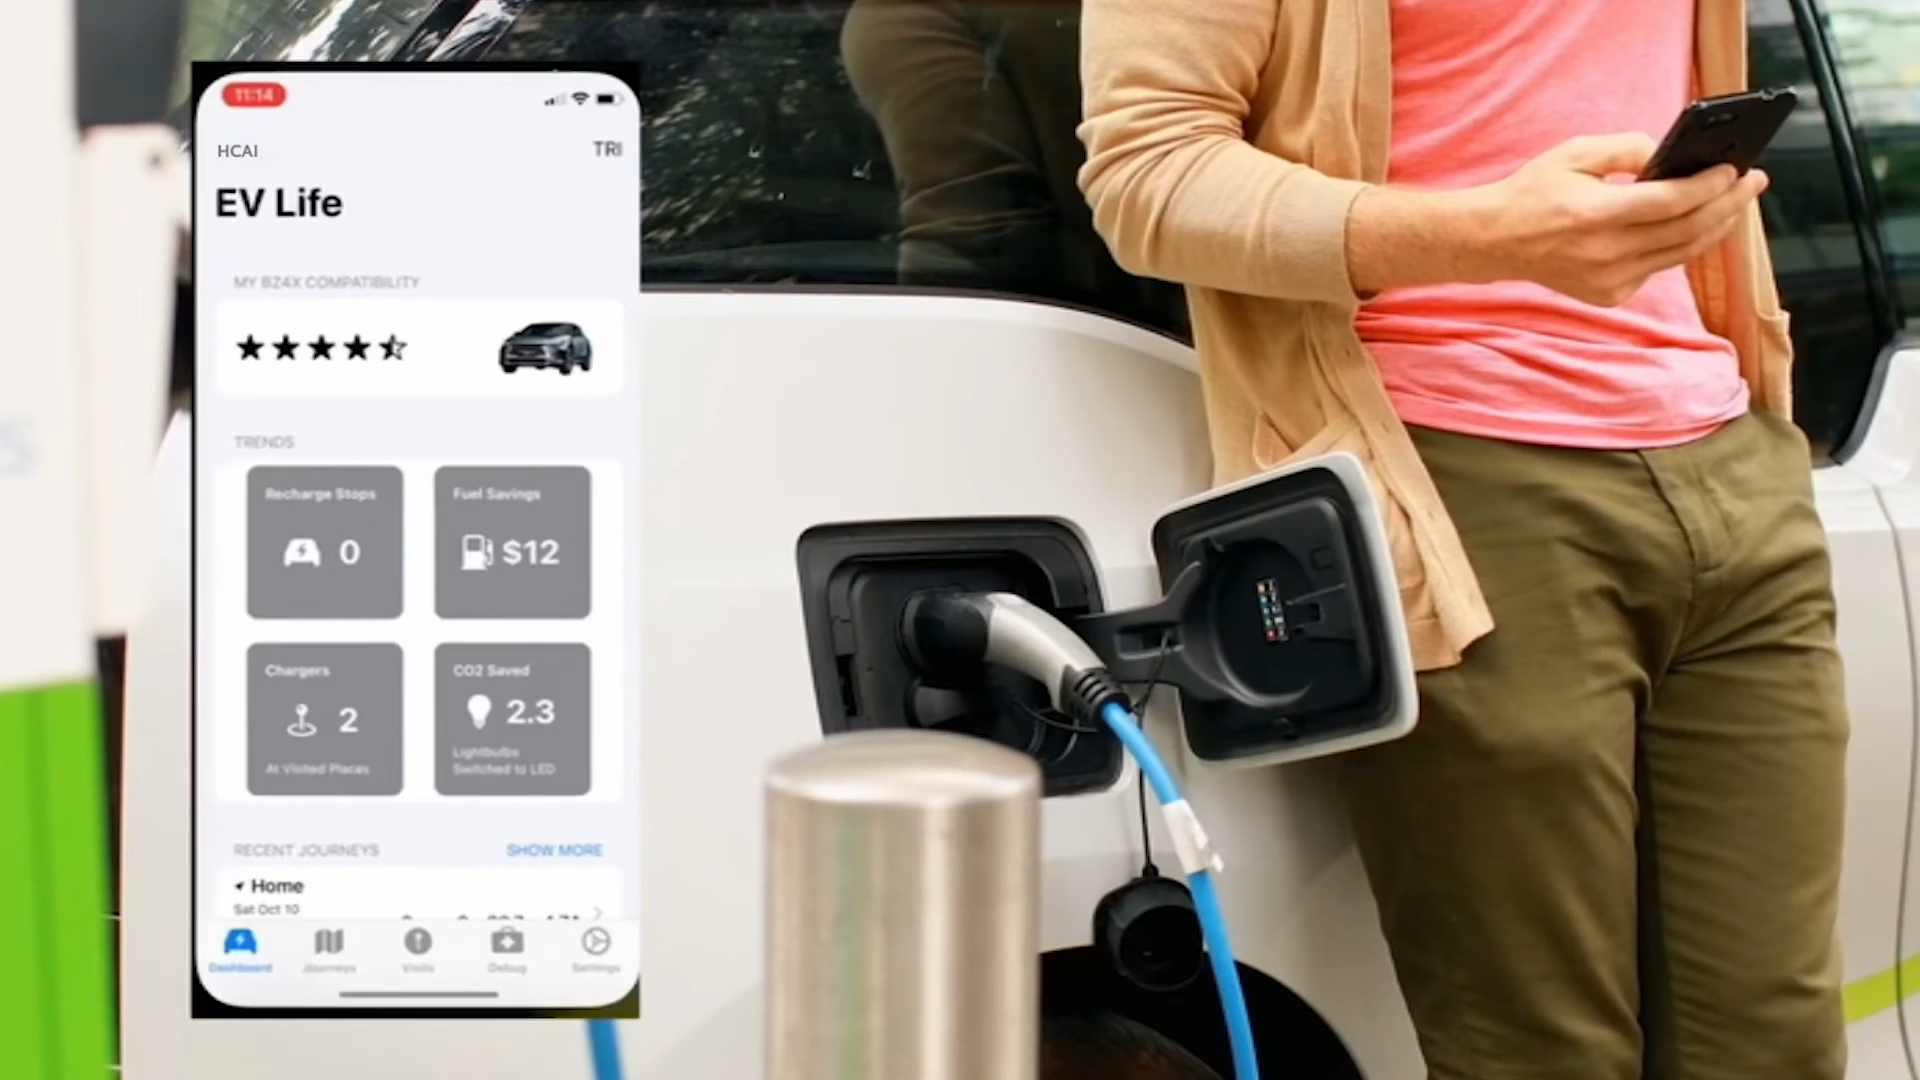 11:14
HCAI
TRI
EV Life
MY BZ4X COMPATIBILITY
TRENDS
Recharge Stops
0
Fuel Savings
$12
Chargers
2
At Visited Places
CO2 Saved
2.3
Lightbulbs
Switched to LED
RECENT JOURNEYS
SHOW MORE
Home
Sat Oct 10
Dashboard
Journeys
Visits
Debug
Settings